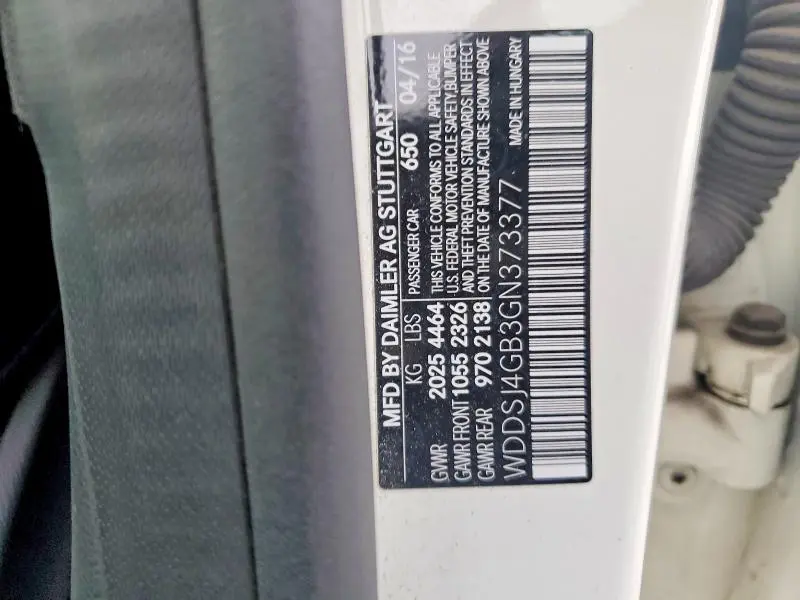 MFD BY DAIMLER AG STUTTGART
KG LBS PASSENGER CAR 650 04/16
GVWR 2025 4464
GAWR FRONT 1055 2326
GAWR REAR 970 2138
THIS VEHICLE CONFORMS TO ALL APPLICABLE
U.S. FEDERAL MOTOR VEHICLE SAFETY, BUMPER
AND THEFT PREVENTION STANDARDS IN EFFECT
ON THE DATE OF MANUFACTURE SHOWN ABOVE
WDDSJ4GB3GN373377 MADE IN HUNGARY